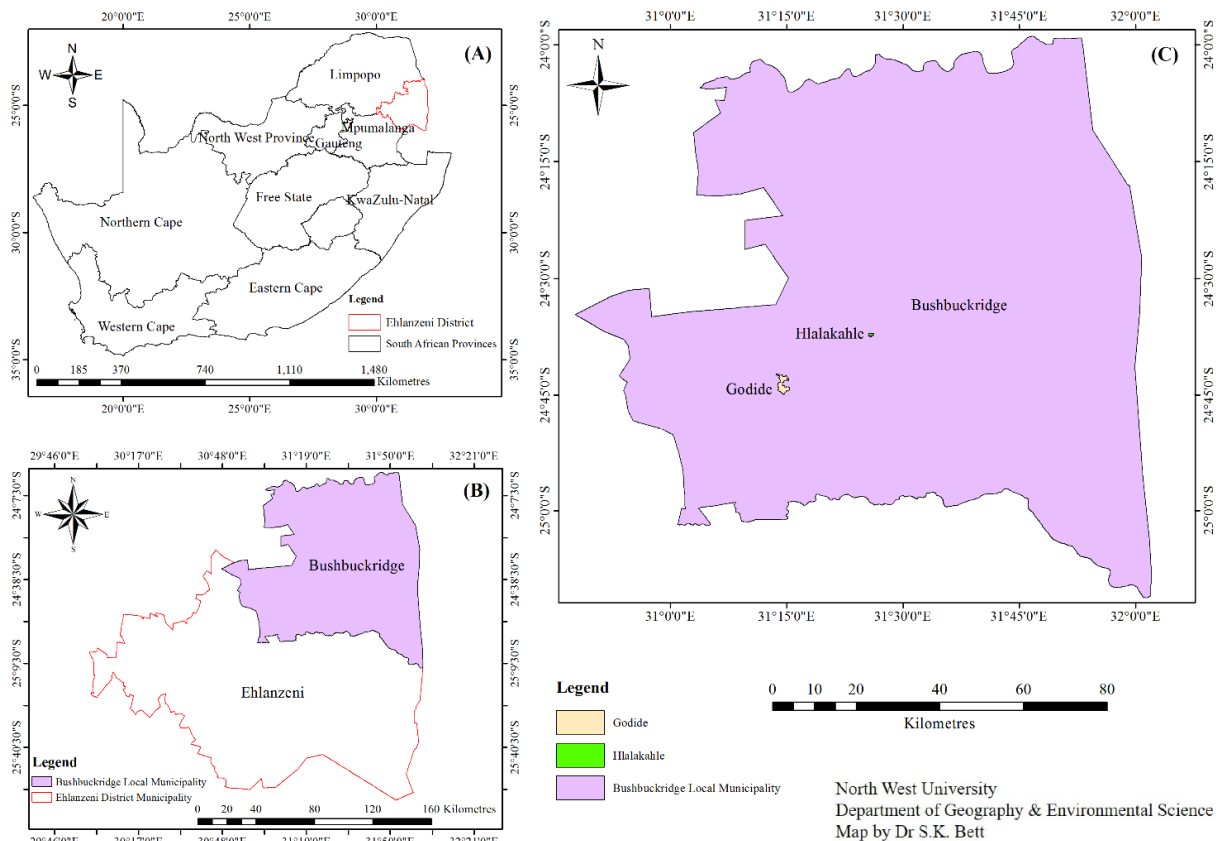 (A)
N
W E
S
20°0'0"E 25°0'0"E 30°0'0"E
25°0'0"S
30°0'0"S
35°0'0"S
Limpopo
Mpumalanga
North West Province
Gauteng
Free State
KwaZulu-Natal
Northern Cape
Eastern Cape
Western Cape
Legend
Ehlanzeni District
South African Provinces
0 185 370 740 1,110 1,480
Kilometres
25°0'0"S
30°0'0"S
35°0'0"S
20°0'0"E 25°0'0"E 30°0'0"E
(B)
N
W E
S
29°46'0"E 30°17'0"E 30°48'0"E 31°19'0"E 31°50'0"E 32°21'0"E
24°7'30"S
24°38'30"S
25°9'30"S
25°40'30"S
Bushbuckridge
Ehlanzeni
Legend
Bushbuckridge Local Municipality
Ehlanzeni District Municipality
0 20 40 80 120 160 Kilometres
24°7'30"S
24°38'30"S
25°9'30"S
25°40'30"S
(C)
N
31°0'0"E 31°15'0"E 31°30'0"E 31°45'0"E 32°0'0"E
24°0'0"S
24°15'0"S
24°30'0"S
24°45'0"S
25°0'0"S
Bushbuckridge
Hlalakahle
Godide
24°0'0"S
24°15'0"S
24°30'0"S
24°45'0"S
25°0'0"S
31°0'0"E 31°15'0"E 31°30'0"E 31°45'0"E 32°0'0"E
Legend
Godide
Hlalakahle
Bushbuckridge Local Municipality
0 10 20 40 60 80
Kilometres
North West University
Department of Geography & Environmental Science
Map by Dr S.K. Bett